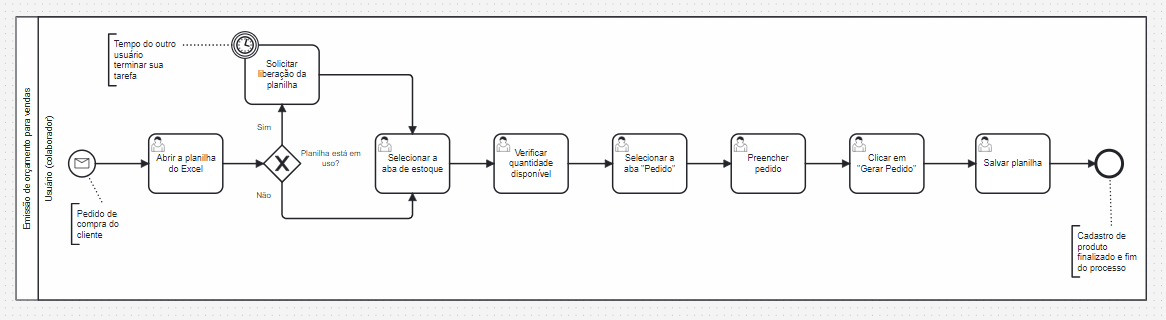 Emissão de orçamento para vendas
Usuário (colaborador)
Tempo do outro
usuário
terminar sua
tarefa
Solicitar
liberação da
planilha
Sim
Planilha está em
uso?
Não
Abrir a planilha
do Excel
Selecionar a
aba de estoque
Verificar
quantidade
disponível
Selecionar a
aba "Pedido"
Preencher
pedido
Clicar em
"Gerar Pedido"
Salvar planilha
Pedido de
compra do
cliente
Cadastro de
produto
finalizado e fim
do processo